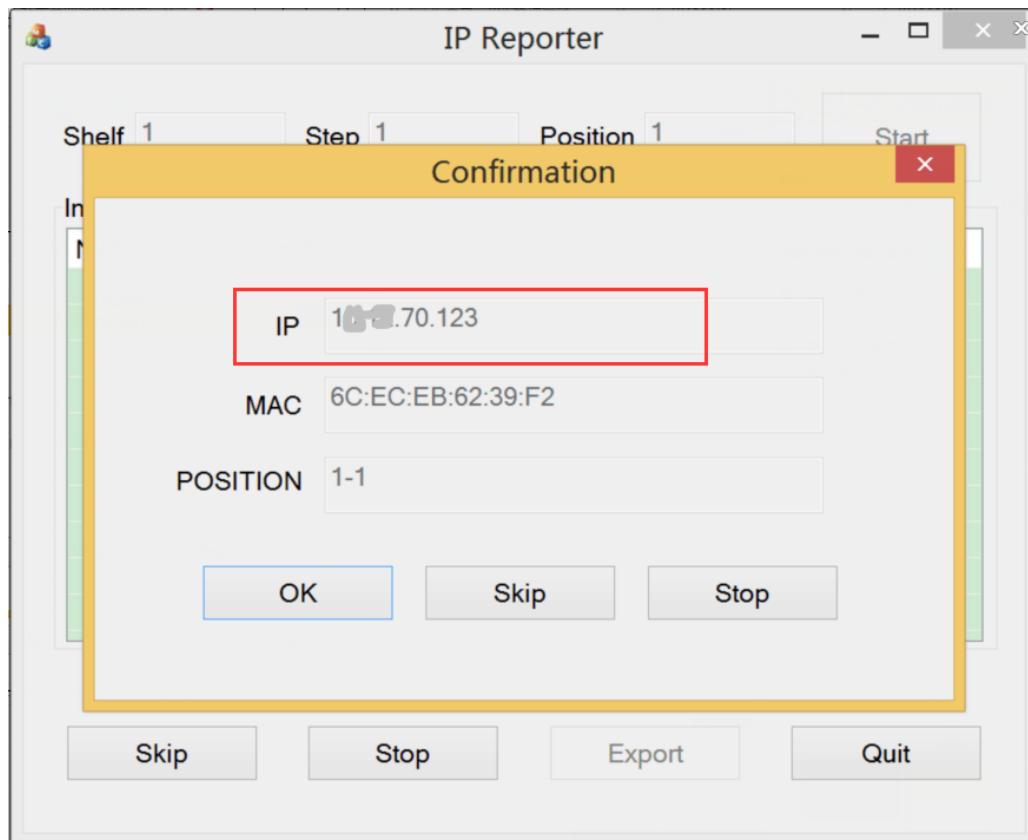 IP Reporter
Shelf 1 Step 1 Position 1 Start
Confirmation
In
IP .70.123
MAC 6C:EC:EB:62:39:F2
POSITION 1-1
OK Skip Stop
Skip Stop Export Quit